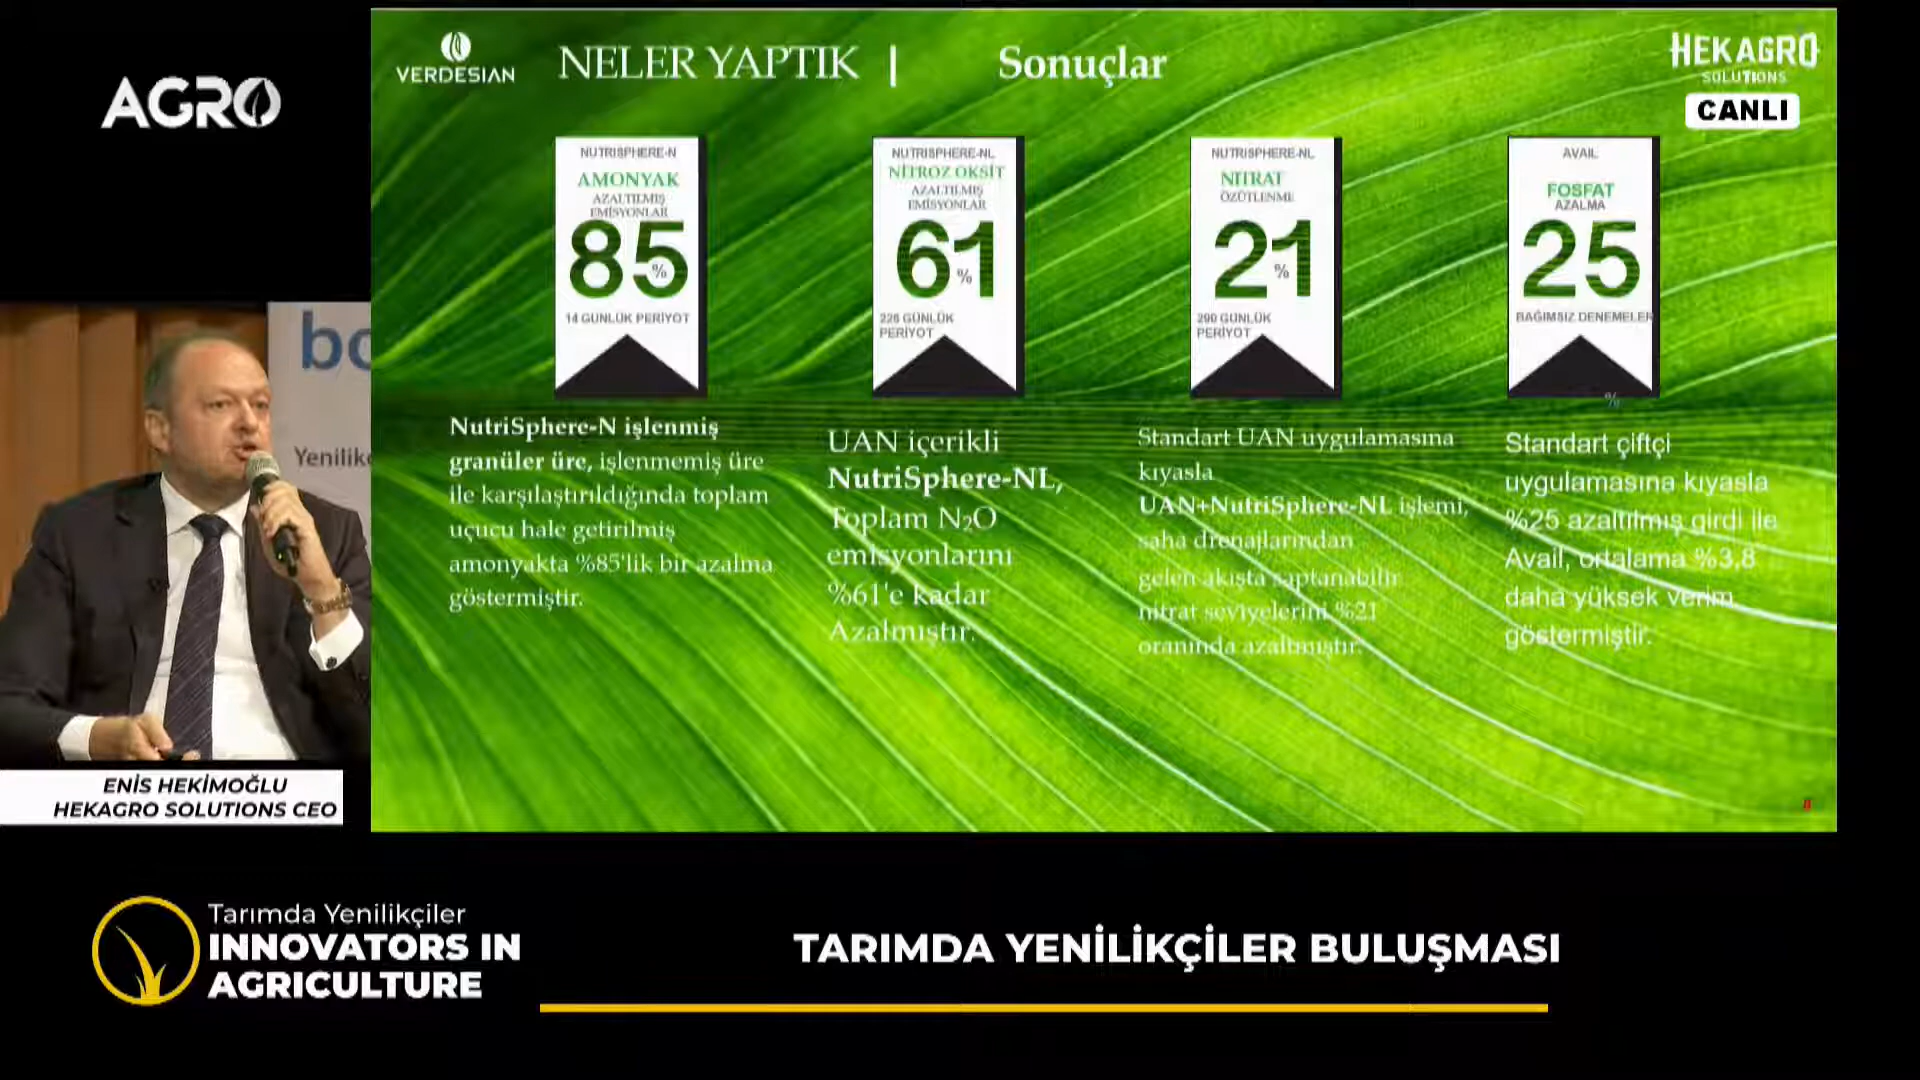 AGRO
VERDESIAN
NELER YAPTIK | Sonuçlar
HEKAGRO
SOLUTIONS
CANLI
NUTRISPHERE-N
AMONYAK
AZALTILMIŞ
EMİSYONLAR
85
%
14 GÜNLÜK PERİYOT
NUTRISPHERE-NL
NİTROZ OKSİT
AZALTILMIŞ
EMİSYONLAR
61
%
226 GÜNLÜK
PERİYOT
NUTRISPHERE-NL
NITRAT
ÖZÜTLENME
21
%
290 GUNLUK
PERİYOT
AVAIL
FOSFAT
AZALMA
25
BAĞIMSIZ DENEMELER
%
NutriSphere-N işlenmiş
granüler üre, işlenmemiş üre
ile karşılaştırıldığında toplam
uçucu hale getirilmiş
amonyakta %85'lik bir azalma
göstermiştir.
UAN içerikli
NutriSphere-NL,
Toplam N₂O
emisyonlarını
%61'e kadar
Azalmıştır.
Standart UAN uygulamasına
kıyasla
UAN+NutriSphere-NL işlemi,
saha drenajlarından
gelen akışta saptanabilir
nitrat seviyelerini %21
oranında azaltmıştır.
Standart çiftçi
uygulamasına kıyasla
%25 azaltılmış girdi ile
Avail, ortalama %3,8
daha yüksek verim
göstermiştir.
bo
Yenilikç
ENİS HEKİMOĞLU
HEKAGRO SOLUTIONS CEO
Tarımda Yenilikçiler
INNOVATORS IN
AGRICULTURE
TARIMDA YENİLİKÇİLER BULUŞMASI